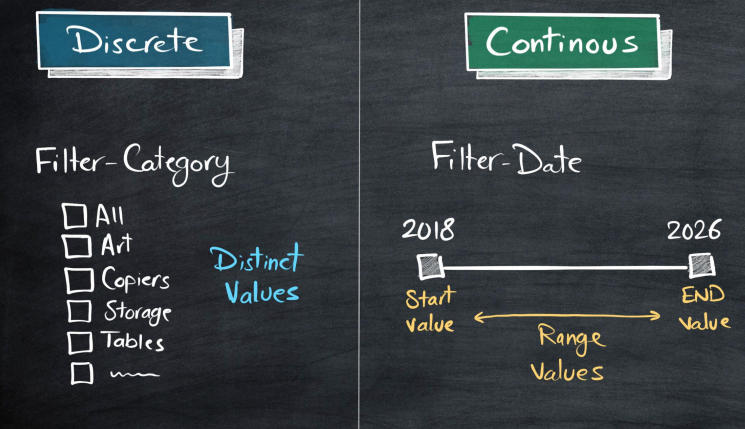 Discrete
Filter-Category
All
Art
Copiers
Storage
Tables
Distinct
Values
Continous
Filter-Date
2018
2026
Start
value
END
value
Range
Values